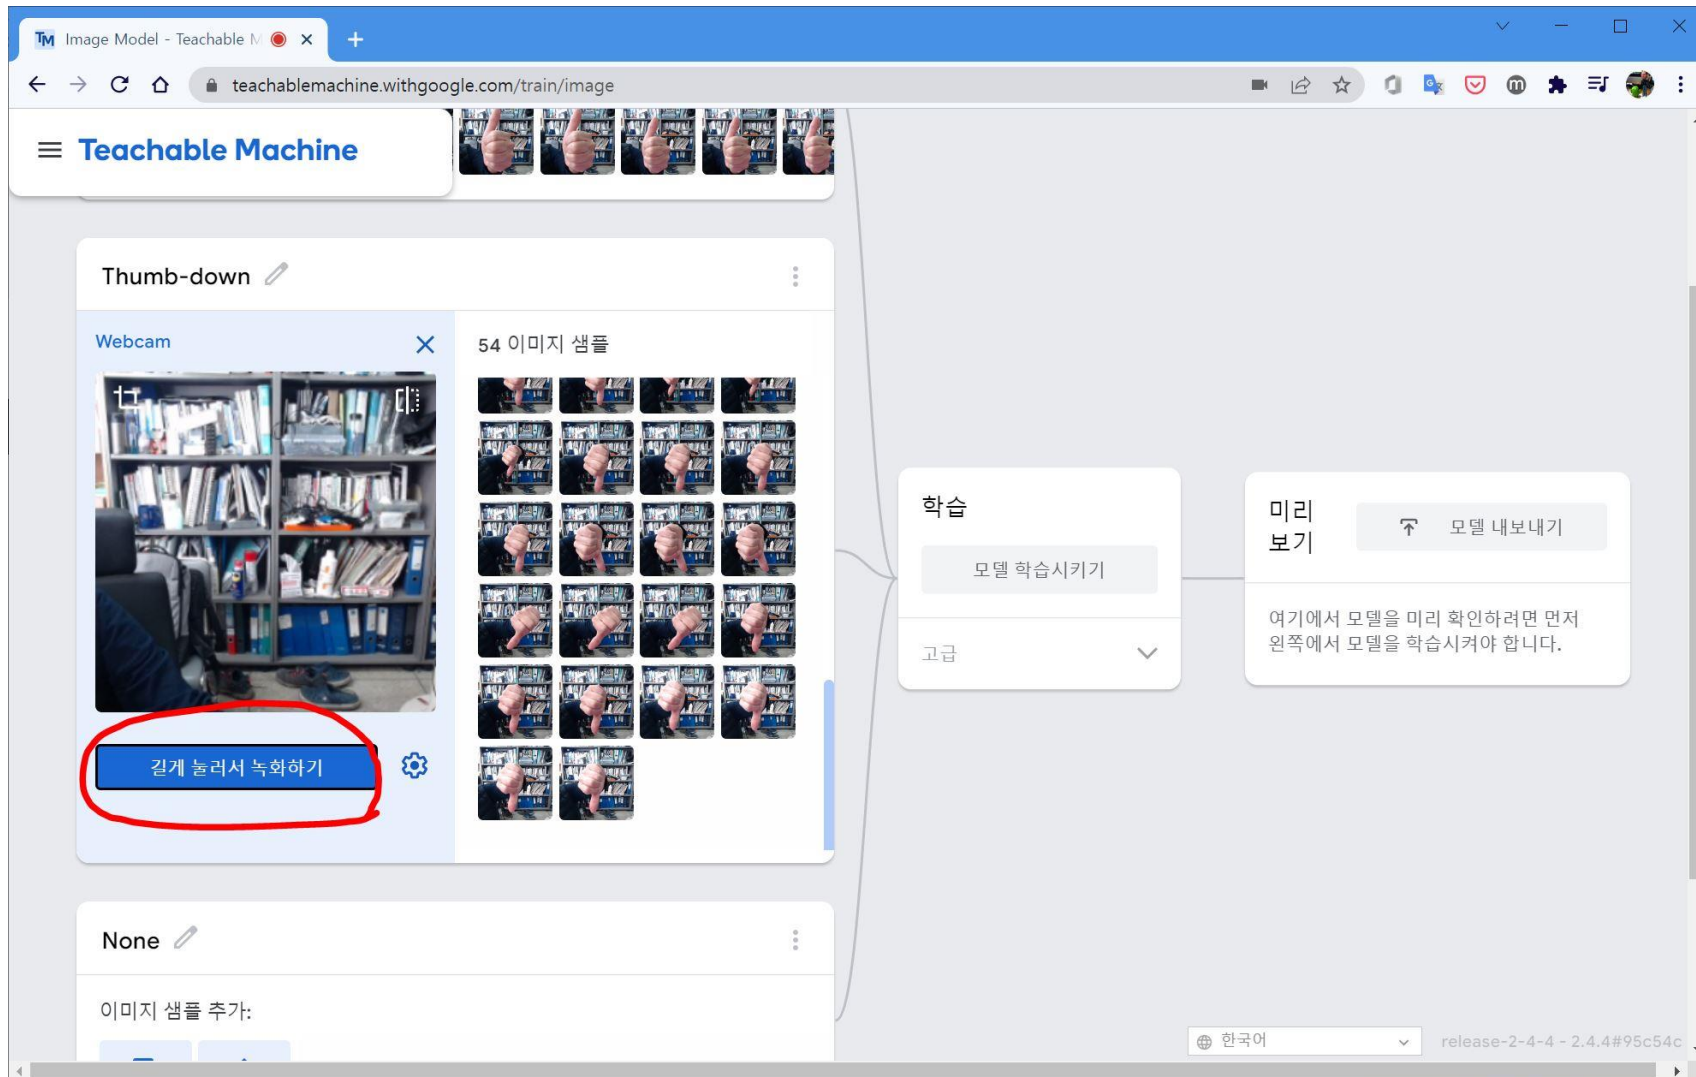 Image Model - Teachable M
teachablemachine.withgoogle.com/train/image
Teachable Machine
Thumb-down
Webcam
54 이미지 샘플
길게 눌러서 녹화하기
None
이미지 샘플 추가:
학습
모델 학습시키기
고급
미리
보기
모델 내보내기
여기에서 모델을 미리 확인하려면 먼저
왼쪽에서 모델을 학습시켜야 합니다.
한국어
release-2-4-4 - 2.4.4#95c54c